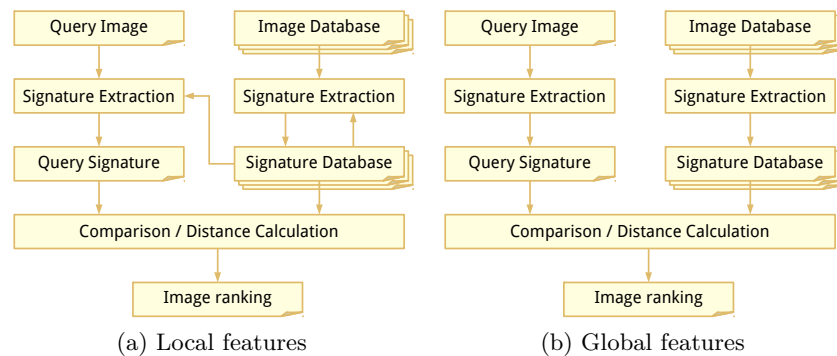 Query Image
Image Database
Signature Extraction
Signature Extraction
Query Signature
Signature Database
Comparison / Distance Calculation
Image ranking
(a) Local features
Query Image
Image Database
Signature Extraction
Signature Extraction
Query Signature
Signature Database
Comparison / Distance Calculation
Image ranking
(b) Global features